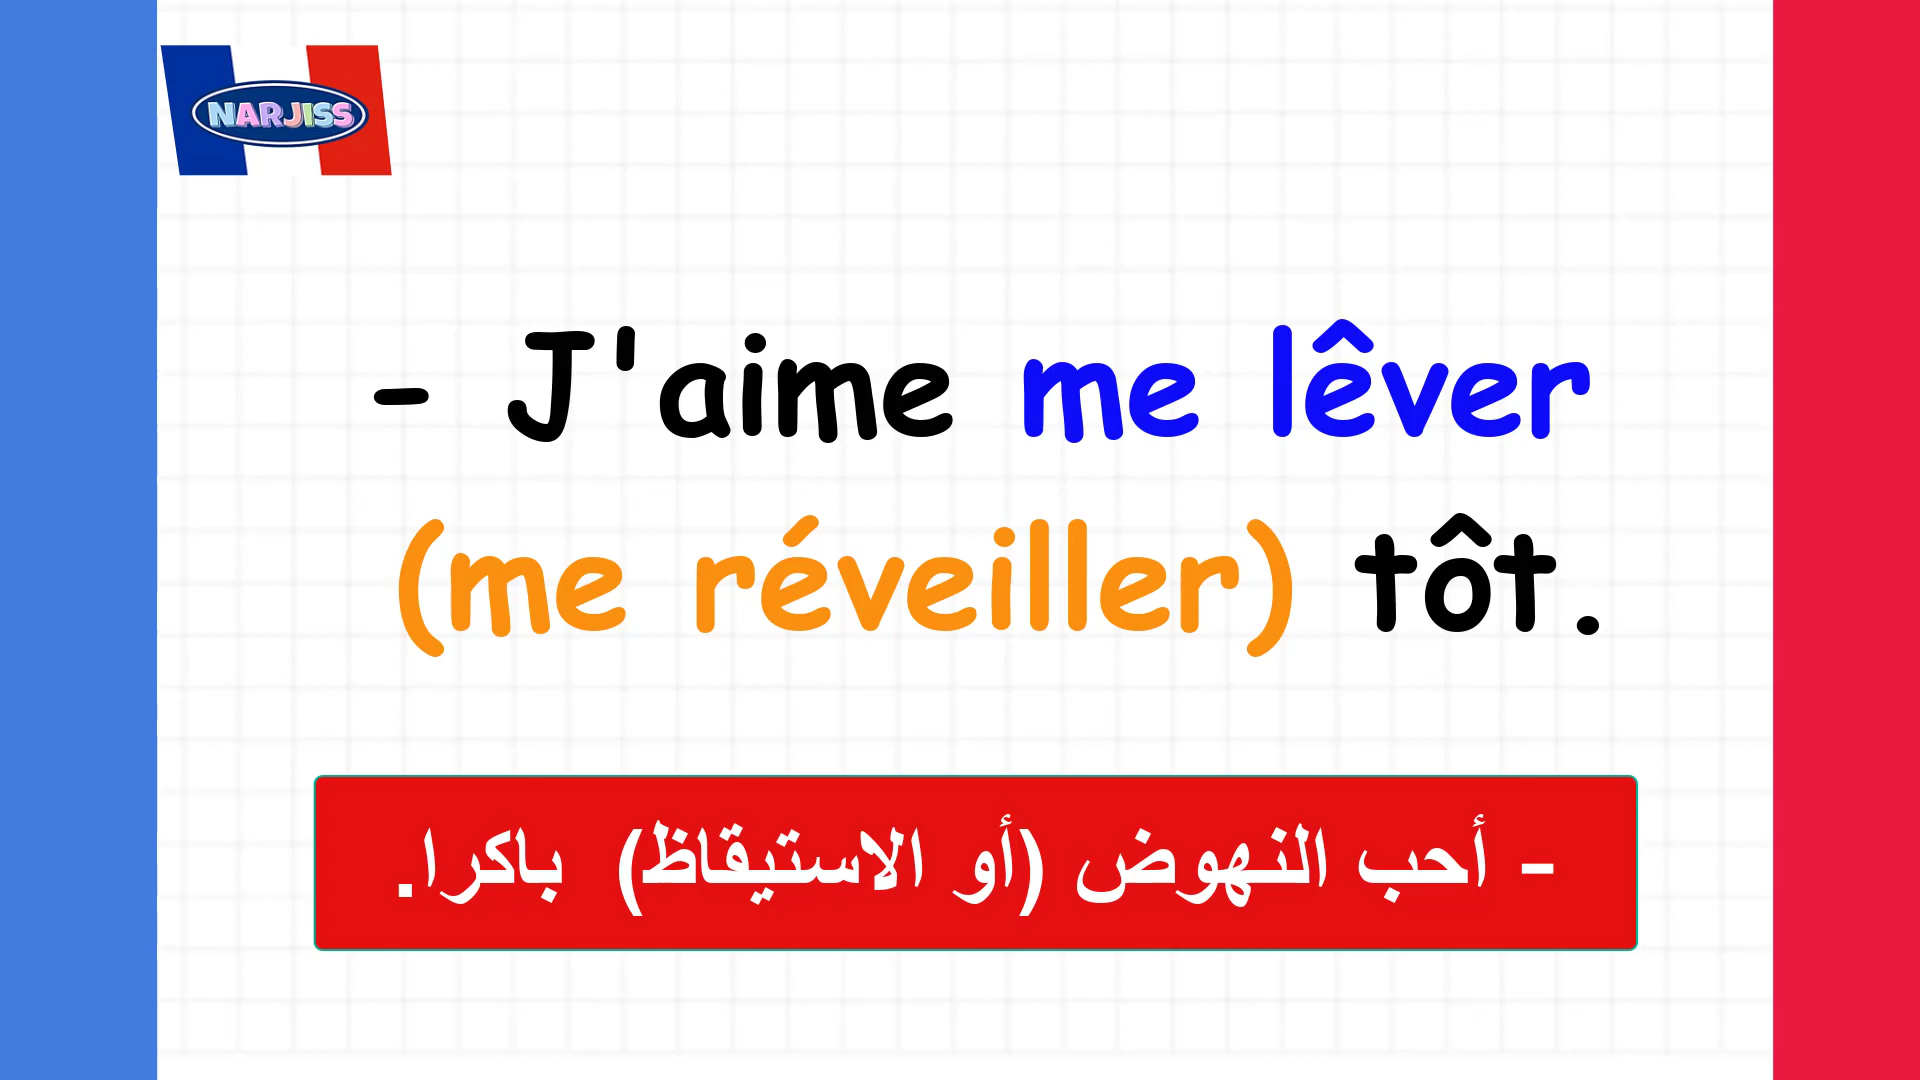 NARJISS
- J'aime me lêver
(me réveiller) tôt.
- أحب النهوض (أو الاستيقاظ) باكرا.